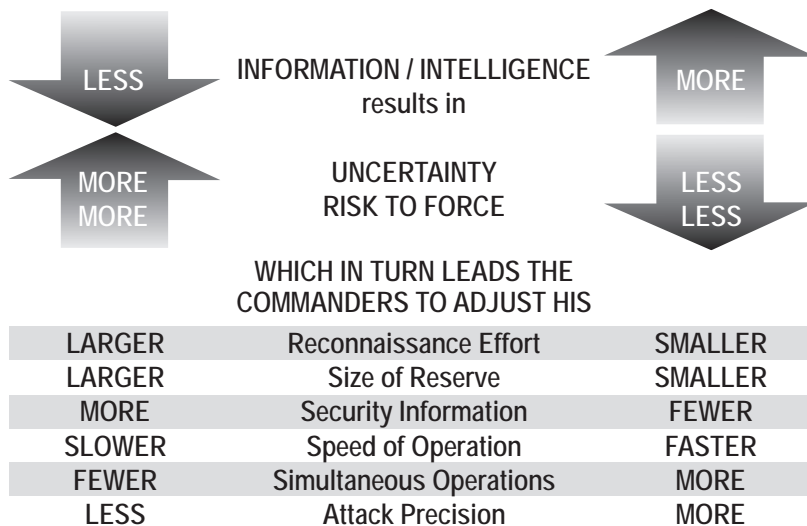 LESS INFORMATION / INTELLIGENCE MORE
results in
MORE UNCERTAINTY LESS
MORE RISK TO FORCE LESS
WHICH IN TURN LEADS THE
COMMANDERS TO ADJUST HIS
LARGER Reconnaissance Effort SMALLER
LARGER Size of Reserve SMALLER
MORE Security Information FEWER
SLOWER Speed of Operation FASTER
FEWER Simultaneous Operations MORE
LESS Attack Precision MORE